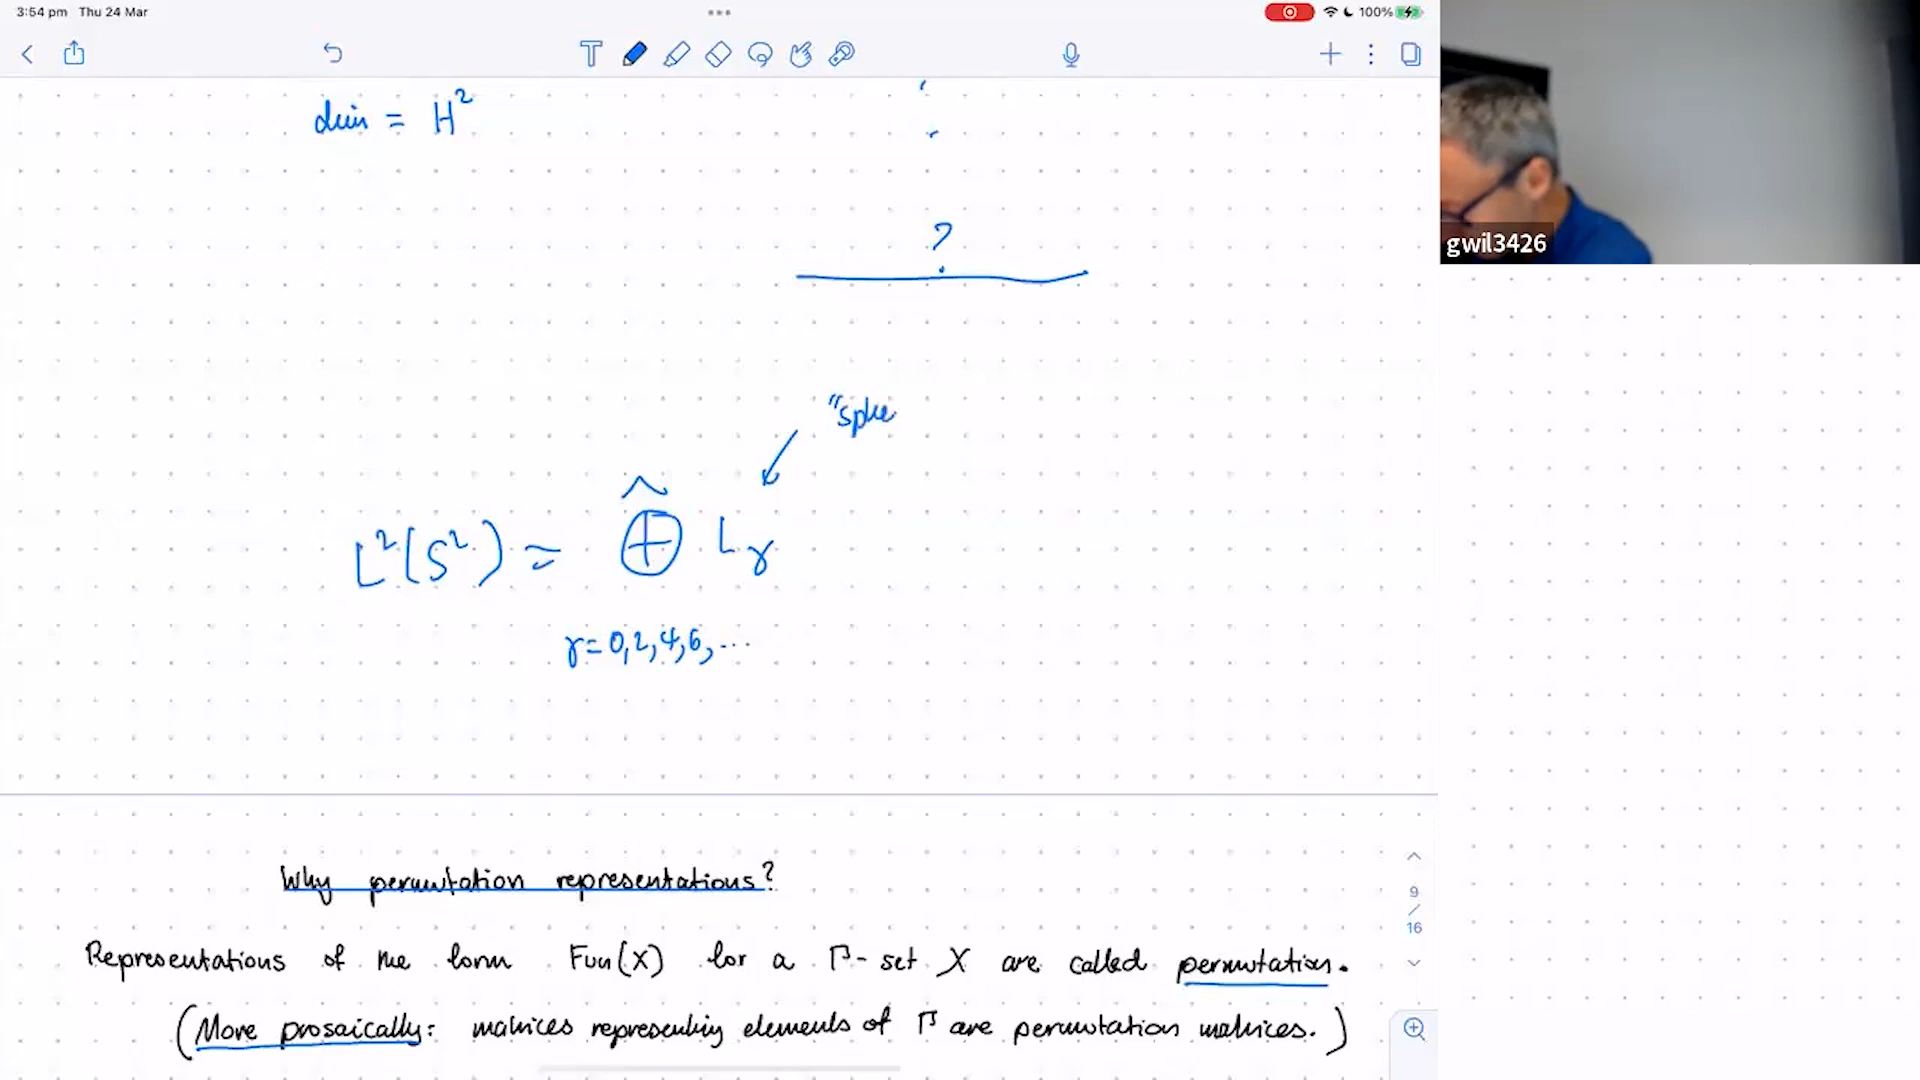 3:54 pm Thu 24 Mar
100%
dim = H²
?
"sphe
L²(S²) = ⊕̂ L_γ
γ = 0,2,4,6,...
gwil3426
Why permutation representations?
Representations of the form Fun(X) for a Γ-set X are called permutation.
(More prosaically: matrices representing elements of Γ are permutation matrices.)
9
/
16